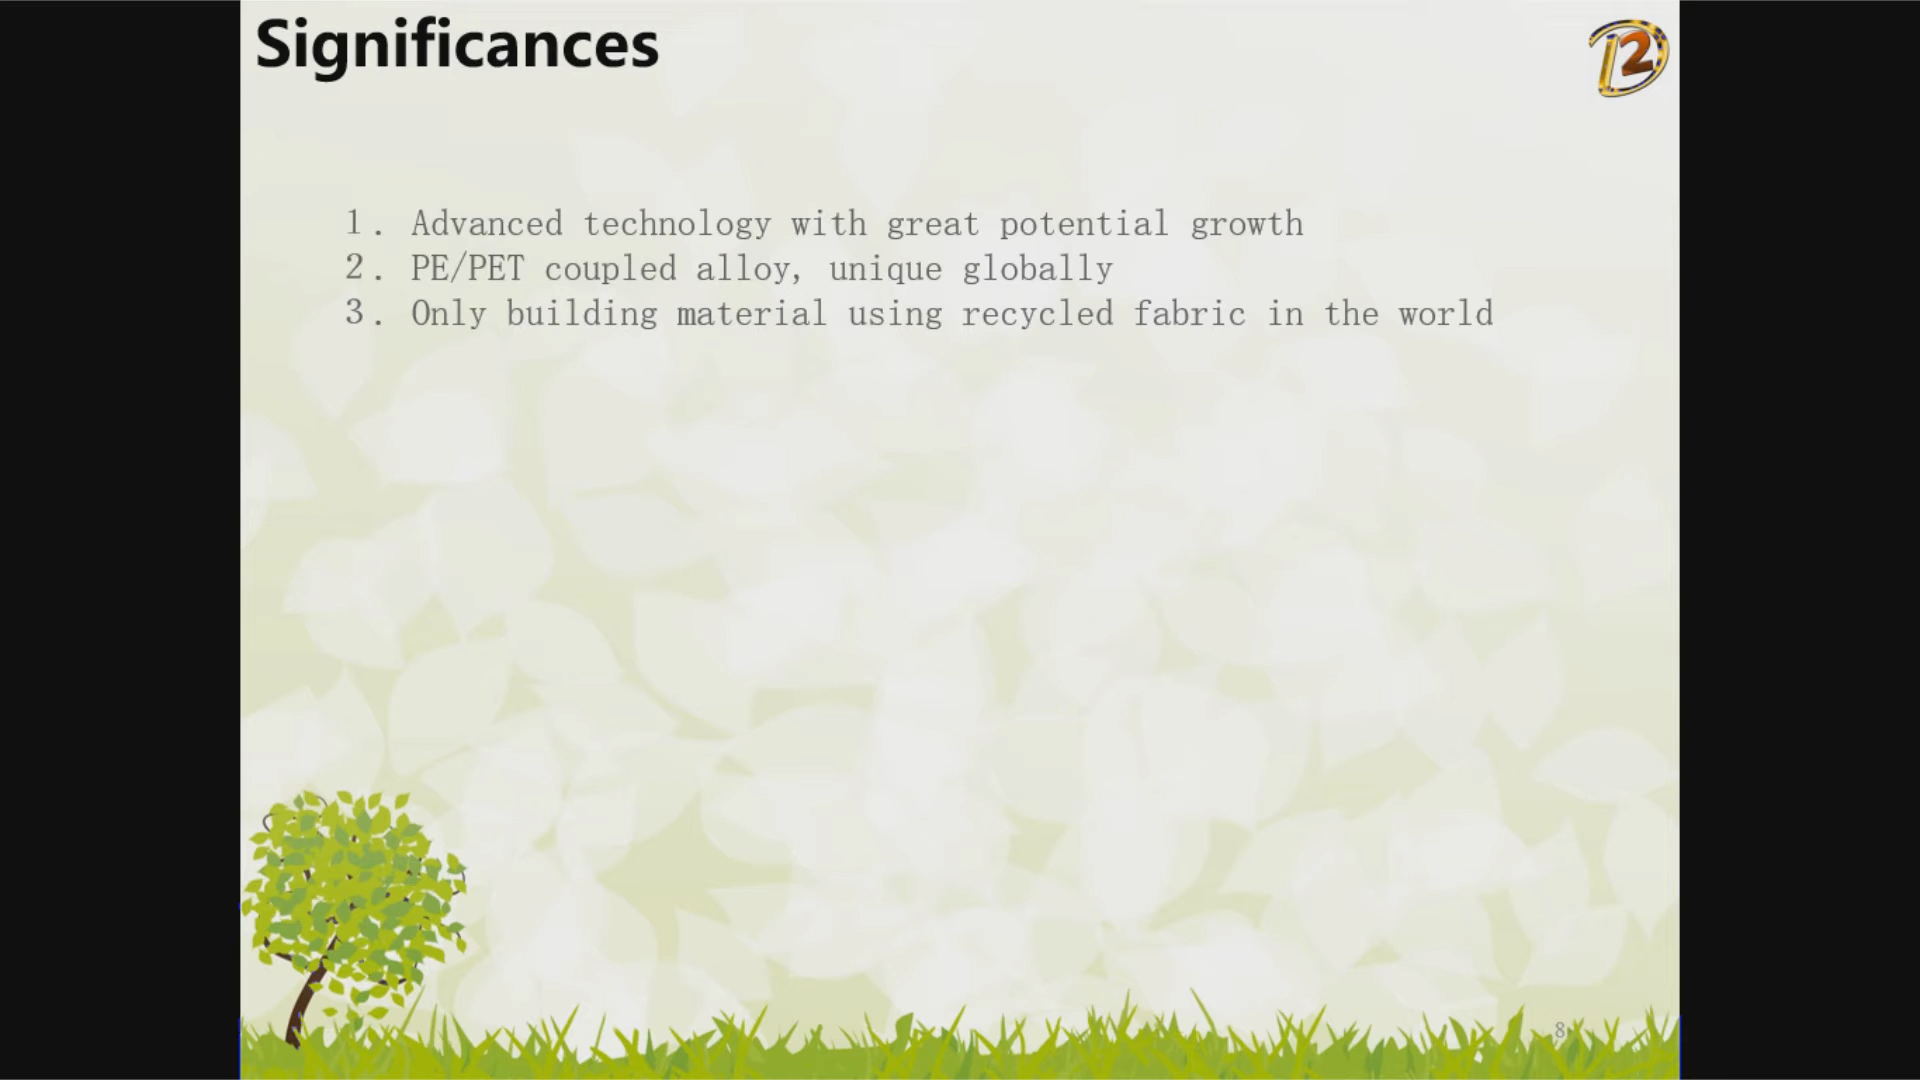 Significances
D2
1. Advanced technology with great potential growth
2. PE/PET coupled alloy, unique globally
3. Only building material using recycled fabric in the world
8